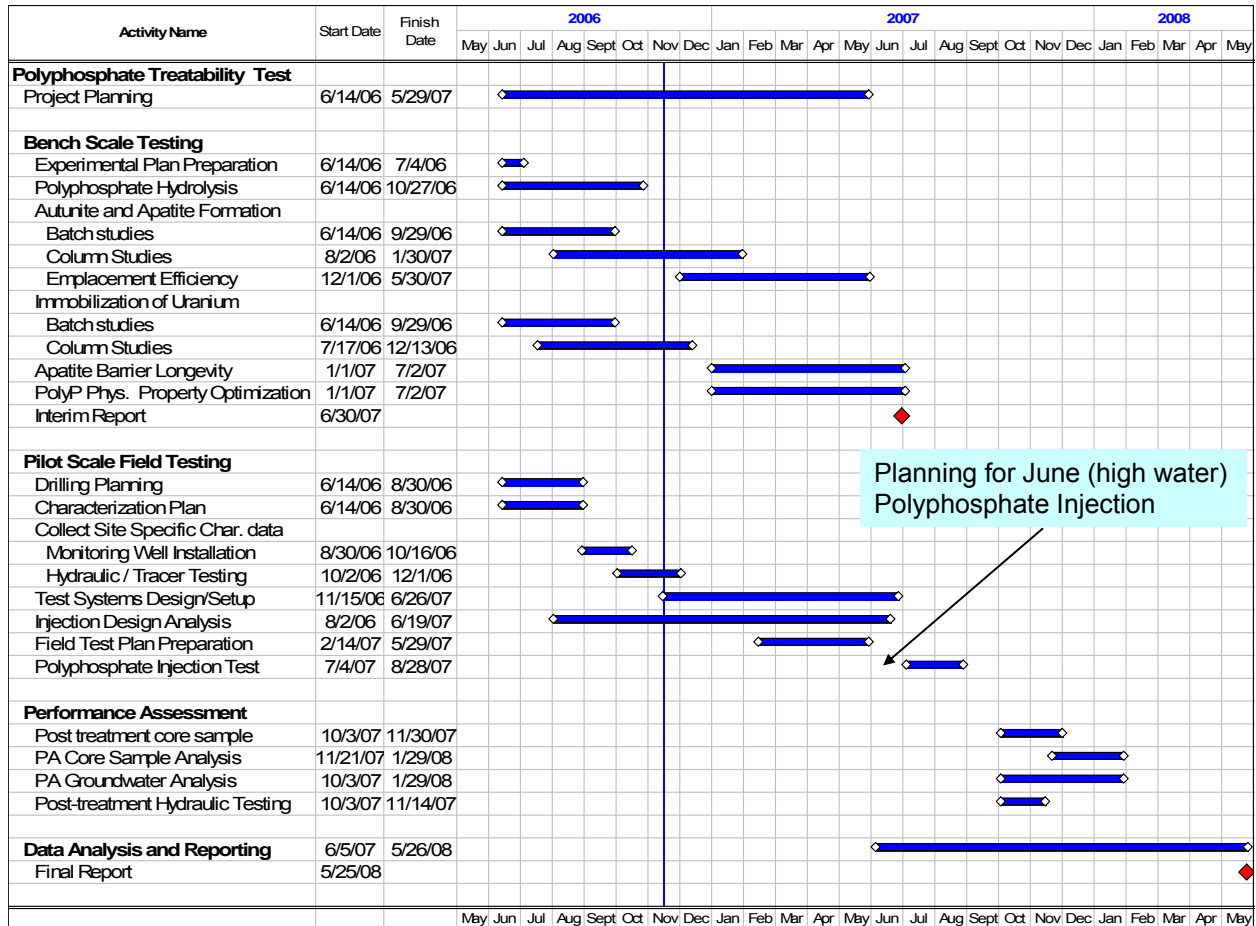 Activity Name Start Date Finish Date 2006 2007 2008
May Jun Jul Aug Sept Oct Nov Dec Jan Feb Mar Apr May Jun Jul Aug Sept Oct Nov Dec Jan Feb Mar Apr May
Polyphosphate Treatability Test
Project Planning 6/14/06 5/29/07
Bench Scale Testing
Experimental Plan Preparation 6/14/06 7/4/06
Polyphosphate Hydrolysis 6/14/06 10/27/06
Autunite and Apatite Formation
Batch studies 6/14/06 9/29/06
Column Studies 8/2/06 1/30/07
Emplacement Efficiency 12/1/06 5/30/07
Immobilization of Uranium
Batch studies 6/14/06 9/29/06
Column Studies 7/17/06 12/13/06
Apatite Barrier Longevity 1/1/07 7/2/07
PolyP Phys. Property Optimization 1/1/07 7/2/07
Interim Report 6/30/07
Pilot Scale Field Testing
Planning for June (high water)
Polyphosphate Injection
Drilling Planning 6/14/06 8/30/06
Characterization Plan 6/14/06 8/30/06
Collect Site Specific Char. data
Monitoring Well Installation 8/30/06 10/16/06
Hydraulic / Tracer Testing 10/2/06 12/1/06
Test Systems Design/Setup 11/15/06 6/26/07
Injection Design Analysis 8/2/06 6/19/07
Field Test Plan Preparation 2/14/07 5/29/07
Polyphosphate Injection Test 7/4/07 8/28/07
Performance Assessment
Post treatment core sample 10/3/07 11/30/07
PA Core Sample Analysis 11/21/07 1/29/08
PA Groundwater Analysis 10/3/07 1/29/08
Post-treatment Hydraulic Testing 10/3/07 11/14/07
Data Analysis and Reporting 6/5/07 5/26/08
Final Report 5/25/08
May Jun Jul Aug Sept Oct Nov Dec Jan Feb Mar Apr May Jun Jul Aug Sept Oct Nov Dec Jan Feb Mar Apr May